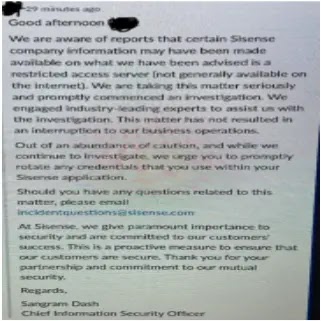 29 minutes ago
Good afternoon
We are aware of reports that certain Sisense
company information may have been made
available on what we have been advised is a
restricted access server (not generally available on
the internet). We are taking this matter seriously
and promptly commenced an investigation. We
engaged industry-leading experts to assist us with
the investigation. This matter has not resulted in
an interruption to our business operations.
Out of an abundance of caution, and while we
continue to investigate, we urge you to promptly
rotate any credentials that you use within your
Sisense application.
Should you have any questions related to this
matter, please email
incidentquestions@sisense.com
At Sisense, we give paramount importance to
security and are committed to our customers'
success. This is a proactive measure to ensure that
our customers are secure. Thank you for your
partnership and commitment to our mutual
security.
Regards,
Sangram Dash
Chief Information Security Officer